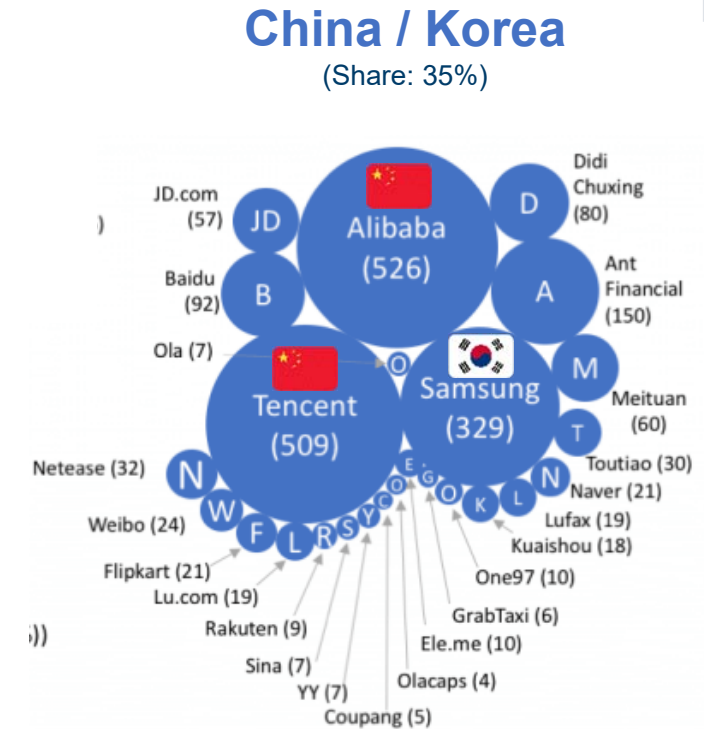 China / Korea
(Share: 35%)
Didi
Chuxing
(80)
JD.com
(57)
JD
D
)
Alibaba
(526)
Baidu
(92)
B
A
Ant
Financial
(150)
Ola (7)
O
M
Meituan
(60)
Tencent
(509)
Samsung
(329)
T
Toutiao (30)
Netease (32)
N
E
G
N
Naver (21)
O
O
K
L
Lufax (19)
Weibo (24)
W
C
Y
S
R
L
F
Kuaishou (18)
Flipkart (21)
One97 (10)
Lu.com (19)
GrabTaxi (6)
Rakuten (9)
Ele.me (10)
))
Sina (7)
Olacaps (4)
YY (7)
Coupang (5)